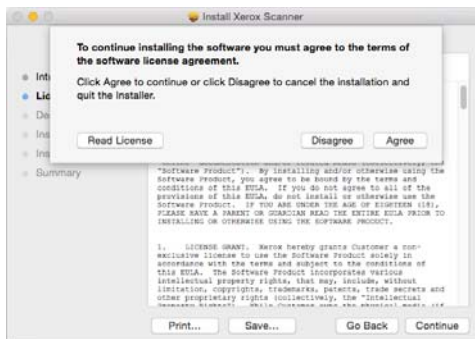 Install Xerox Scanner
To continue installing the software you must agree to the terms of
the software license agreement.
Click Agree to continue or click Disagree to cancel the installation and
quit the Installer.
Read License
Disagree
Agree
Int
Lic
De
Ins
Ins
Summary
"Software Product"). By installing and/or otherwise using the
Software Product, you agree to be bound by the terms and
conditions of this EULA. If you do not agree to all of the
provisions of this EULA, do not install or otherwise use the
Software Product. IF YOU ARE UNDER THE AGE OF EIGHTEEN (18),
PLEASE HAVE A PARENT OR GUARDIAN READ THE ENTIRE EULA PRIOR TO
INSTALLING OR OTHERWISE USING THE SOFTWARE PRODUCT.
1. LICENSE GRANT. Xerox hereby grants Customer a non-
exclusive license to use the Software Product solely in
accordance with the terms and subject to the conditions of
this EULA. The Software Product incorporates various
intellectual property rights, that may, include, without
limitation, copyrights, trademarks, patents, trade secrets and
other proprietary rights (collectively, the "Intellectual
Print...
Save...
Go Back
Continue